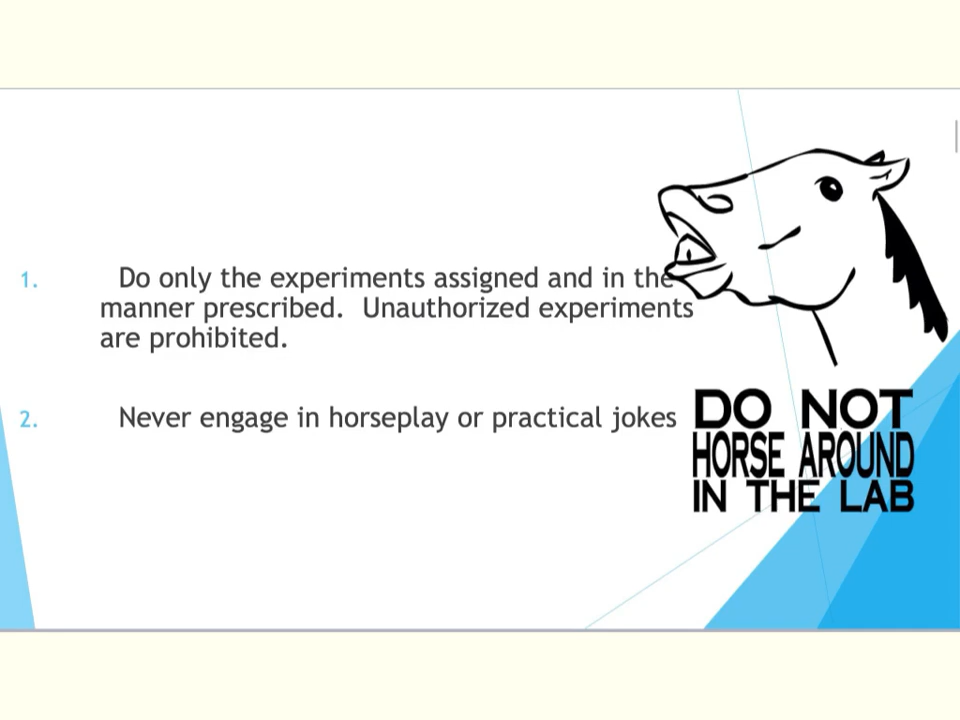 1. Do only the experiments assigned and in the
manner prescribed. Unauthorized experiments
are prohibited.
2. Never engage in horseplay or practical jokes
DO NOT
HORSE AROUND
IN THE LAB